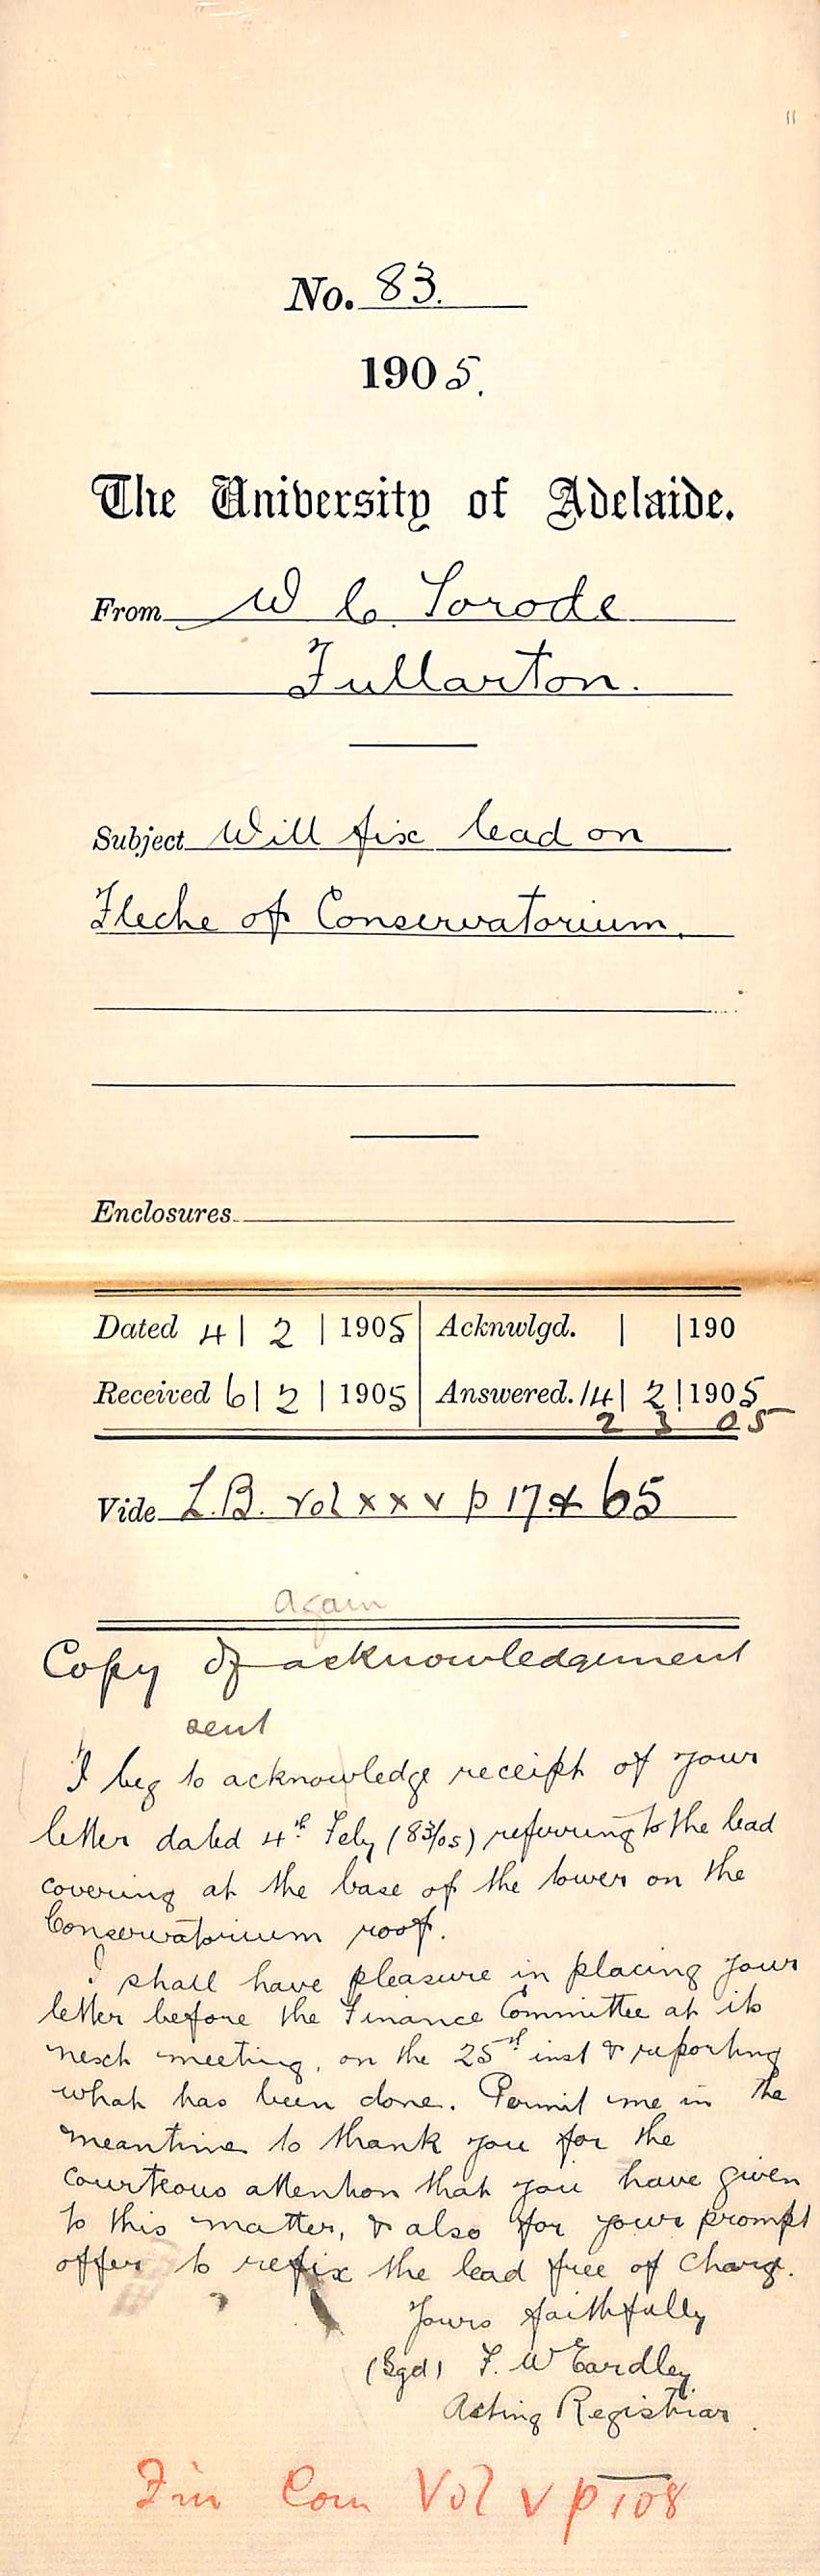 No. 83.
1905.
The University of Adelaide.
From W C. Torode
Fullarton.
Subject Will fix lead on
Fleche of Conservatorium.
Enclosures
Dated 4 | 2 | 1905 Acknwlgd. | | 190
Received 6 | 2 | 1905 Answered. 14 | 2 | 1905
2 3 05
Vide L.B. Vol xxv p 17 & 65
Again
Copy of acknowledgement
sent
I beg to acknowledge receipt of your
letter dated 4th Feby (83/05) referring to the lead
covering at the base of the tower on the
Conservatorium roof.
I shall have pleasure in placing your
letter before the Finance Committee at its
next meeting, on the 25th inst & reporting
what has been done. Permit me in the
meantime to thank you for the
courteous attention that you have given
to this matter, & also for your prompt
offer to refix the lead free of charg.
Yours faithfully
(Sgd) F. W Eardley
Acting Registrar.
Fin Com Vol V p 108